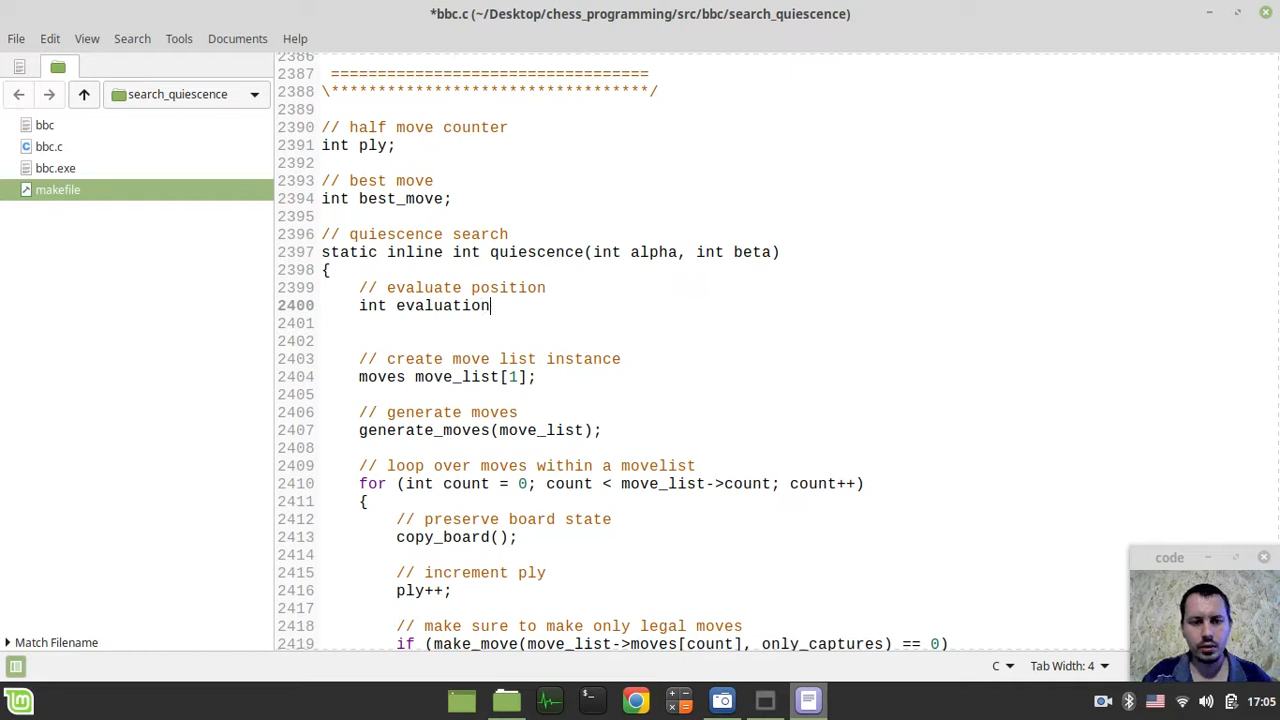 *bbc.c (~/Desktop/chess_programming/src/bbc/search_quiescence)
File Edit View Search Tools Documents Help
search_quiescence
bbc
bbc.c
bbc.exe
makefile
Match Filename
2386
2387 =================================
2388 \**********************************/
2389
2390 // half move counter
2391 int ply;
2392
2393 // best move
2394 int best_move;
2395
2396 // quiescence search
2397 static inline int quiescence(int alpha, int beta)
2398 {
2399 // evaluate position
2400 int evaluation
2401
2402
2403 // create move list instance
2404 moves move_list[1];
2405
2406 // generate moves
2407 generate_moves(move_list);
2408
2409 // loop over moves within a movelist
2410 for (int count = 0; count < move_list->count; count++)
2411 {
2412 // preserve board state
2413 copy_board();
2414
2415 // increment ply
2416 ply++;
2417
2418 // make sure to make only legal moves
2419 if (make_move(move_list->moves[count], only_captures) == 0)
code
C Tab Width: 4
17:05